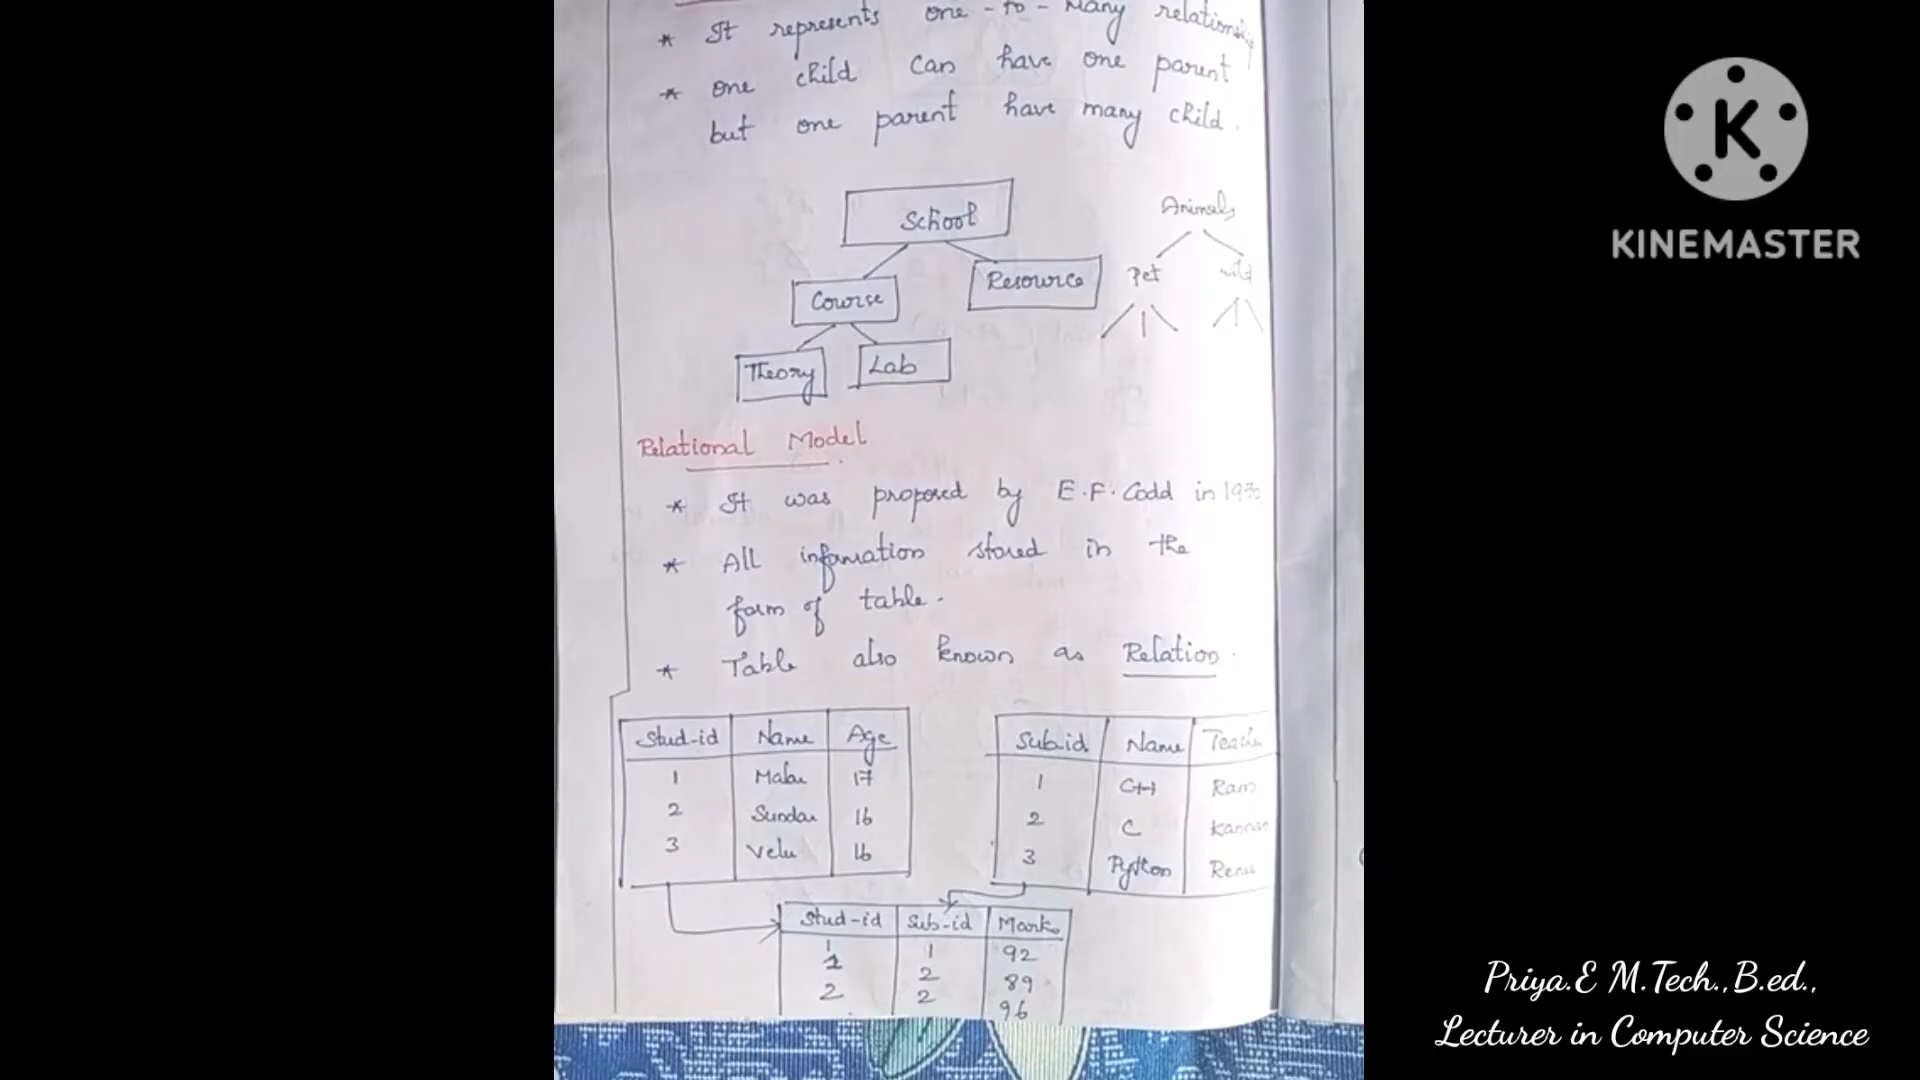 * It represents one-to-many relationship
* one child can have one parent
but one parent have many child.
School
Animals
Course
Resource
Pet
wild
Theory
Lab
Relational Model
* It was proposed by E.F. Codd in
* All information stored in the
form of table.
* Table also known as Relation.
Stud-id Name Age
1 Malar 17
2 Sundar 16
3 Velu 16
Sub-id Name Teacher
1 C++ Ram
2 C Kannan
3 Python Renu
Stud-id Sub-id Mark
1 1 92
2 89
2 2 96
K
KINEMASTER
Priya.E M.Tech.,B.ed.,
Lecturer in Computer Science